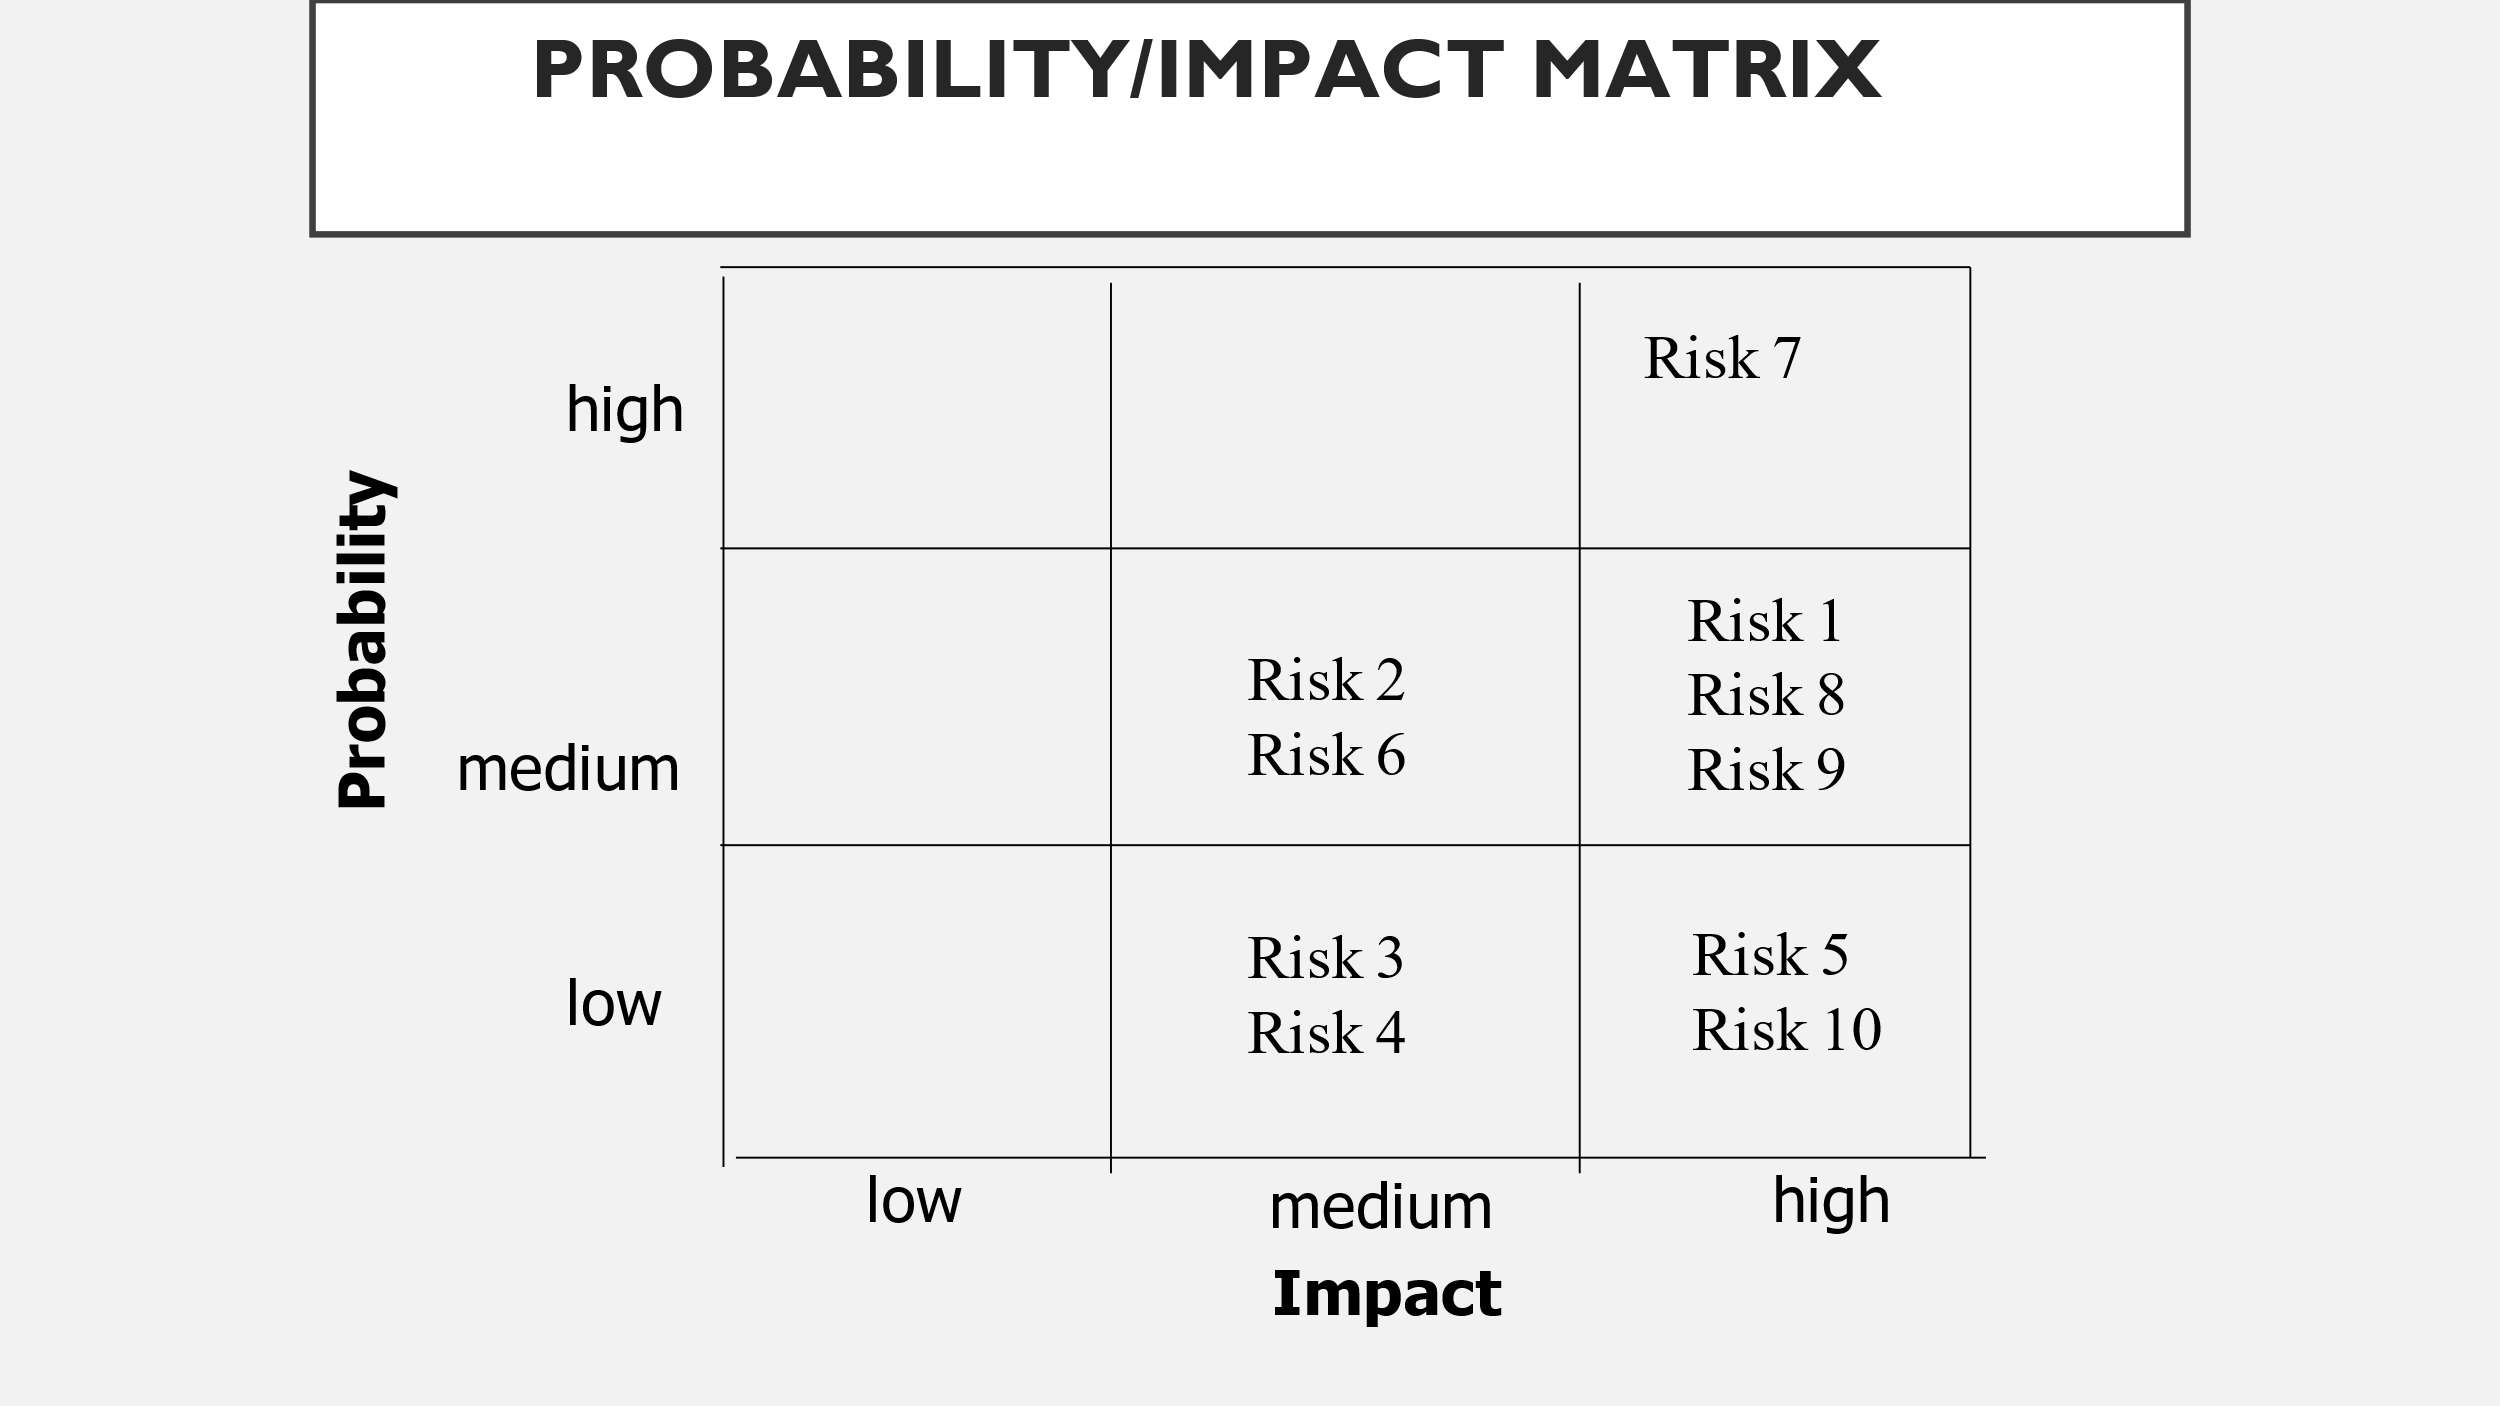 PROBABILITY/IMPACT MATRIX
Probability
high
Risk 7
medium
Risk 2
Risk 6
Risk 1
Risk 8
Risk 9
low
Risk 3
Risk 4
Risk 5
Risk 10
low
medium
high
Impact